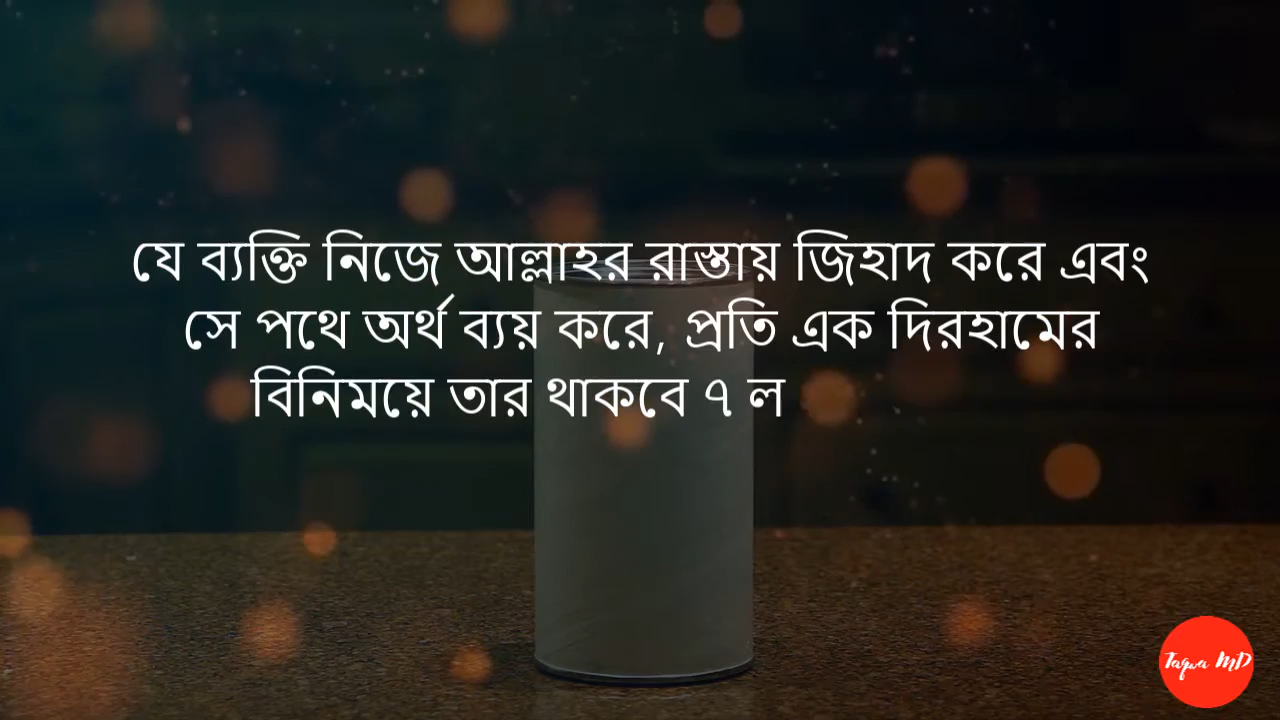 যে ব্যক্তি নিজে আল্লাহর রাস্তায় জিহাদ করে এবং
সে পথে অর্থ ব্যয় করে, প্রতি এক দিরহামের
বিনিময়ে তার থাকবে ৭ ল
Taqwa MD